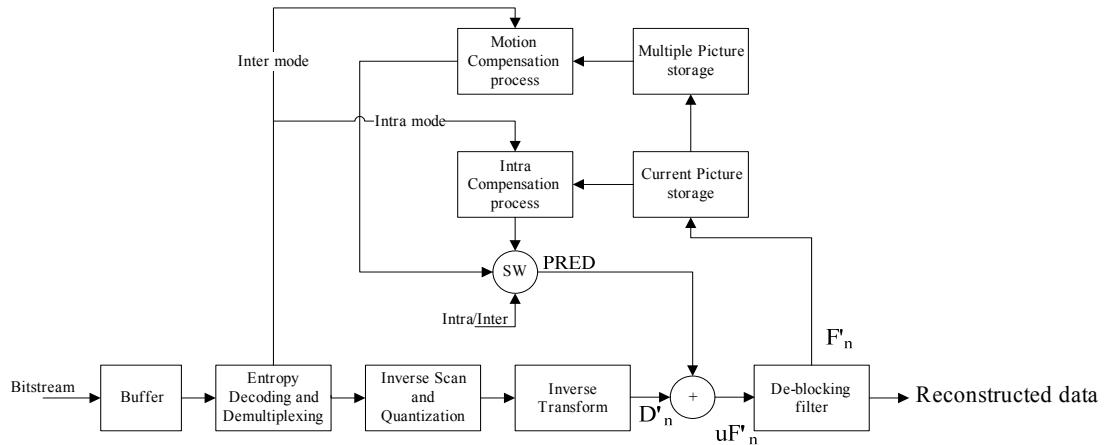 Motion
Compensation
process
Multiple Picture
storage
Inter mode
Intra mode
Intra
Compensation
process
Current Picture
storage
SW
PRED
Intra/Inter
F'n
Bitstream
Buffer
Entropy
Decoding and
Demultiplexing
Inverse Scan
and
Quantization
Inverse
Transform
D'n
+
uF'n
De-blocking
filter
Reconstructed data